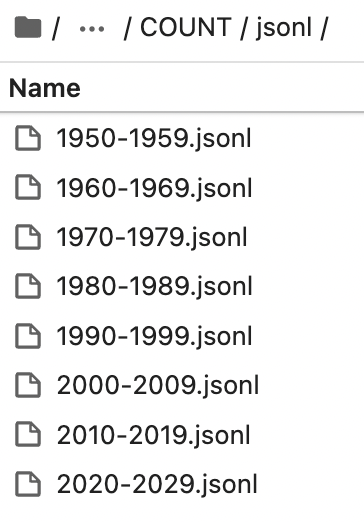 / ... / COUNT / jsonl /
Name
1950-1959.jsonl
1960-1969.jsonl
1970-1979.jsonl
1980-1989.jsonl
1990-1999.jsonl
2000-2009.jsonl
2010-2019.jsonl
2020-2029.jsonl